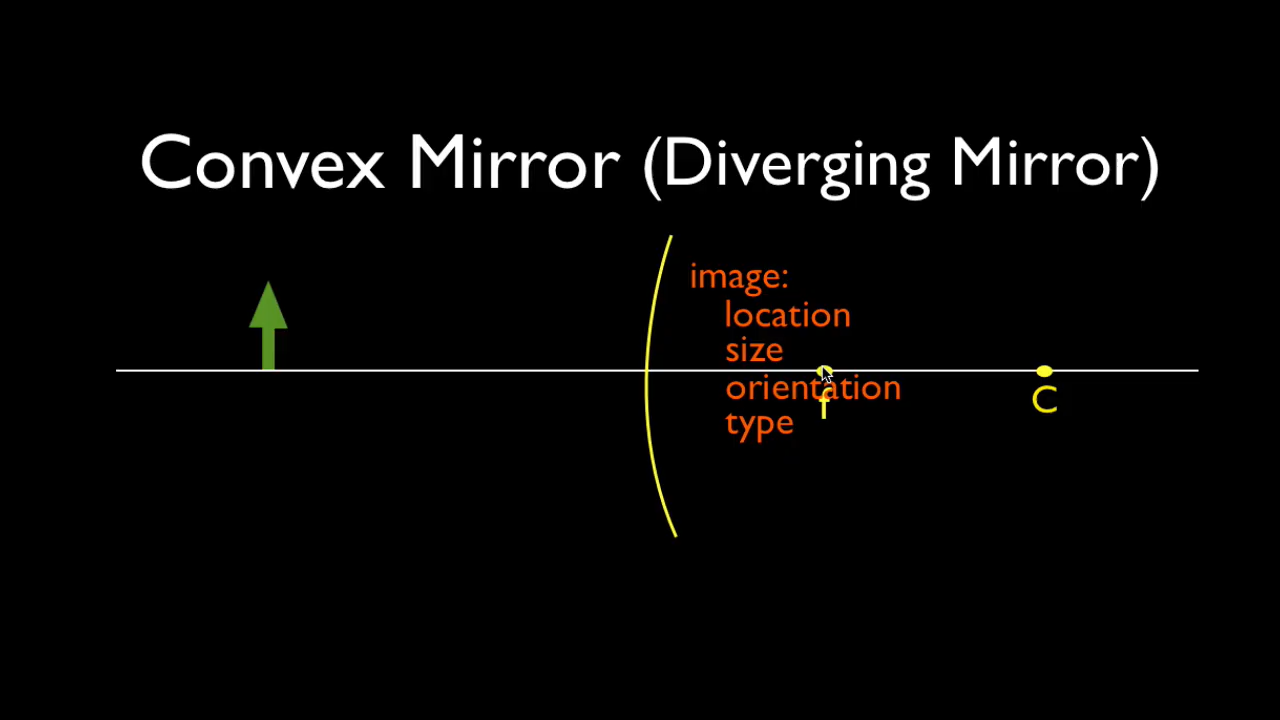 Convex Mirror (Diverging Mirror)
image:
location
size
orientation
f
C
type